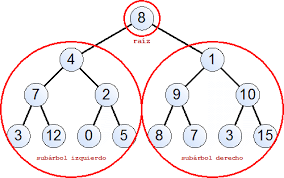 8
raíz
4 1
7 2 9 10
3 12 0 5 8 7 3 15
subárbol izquierdo subárbol derecho